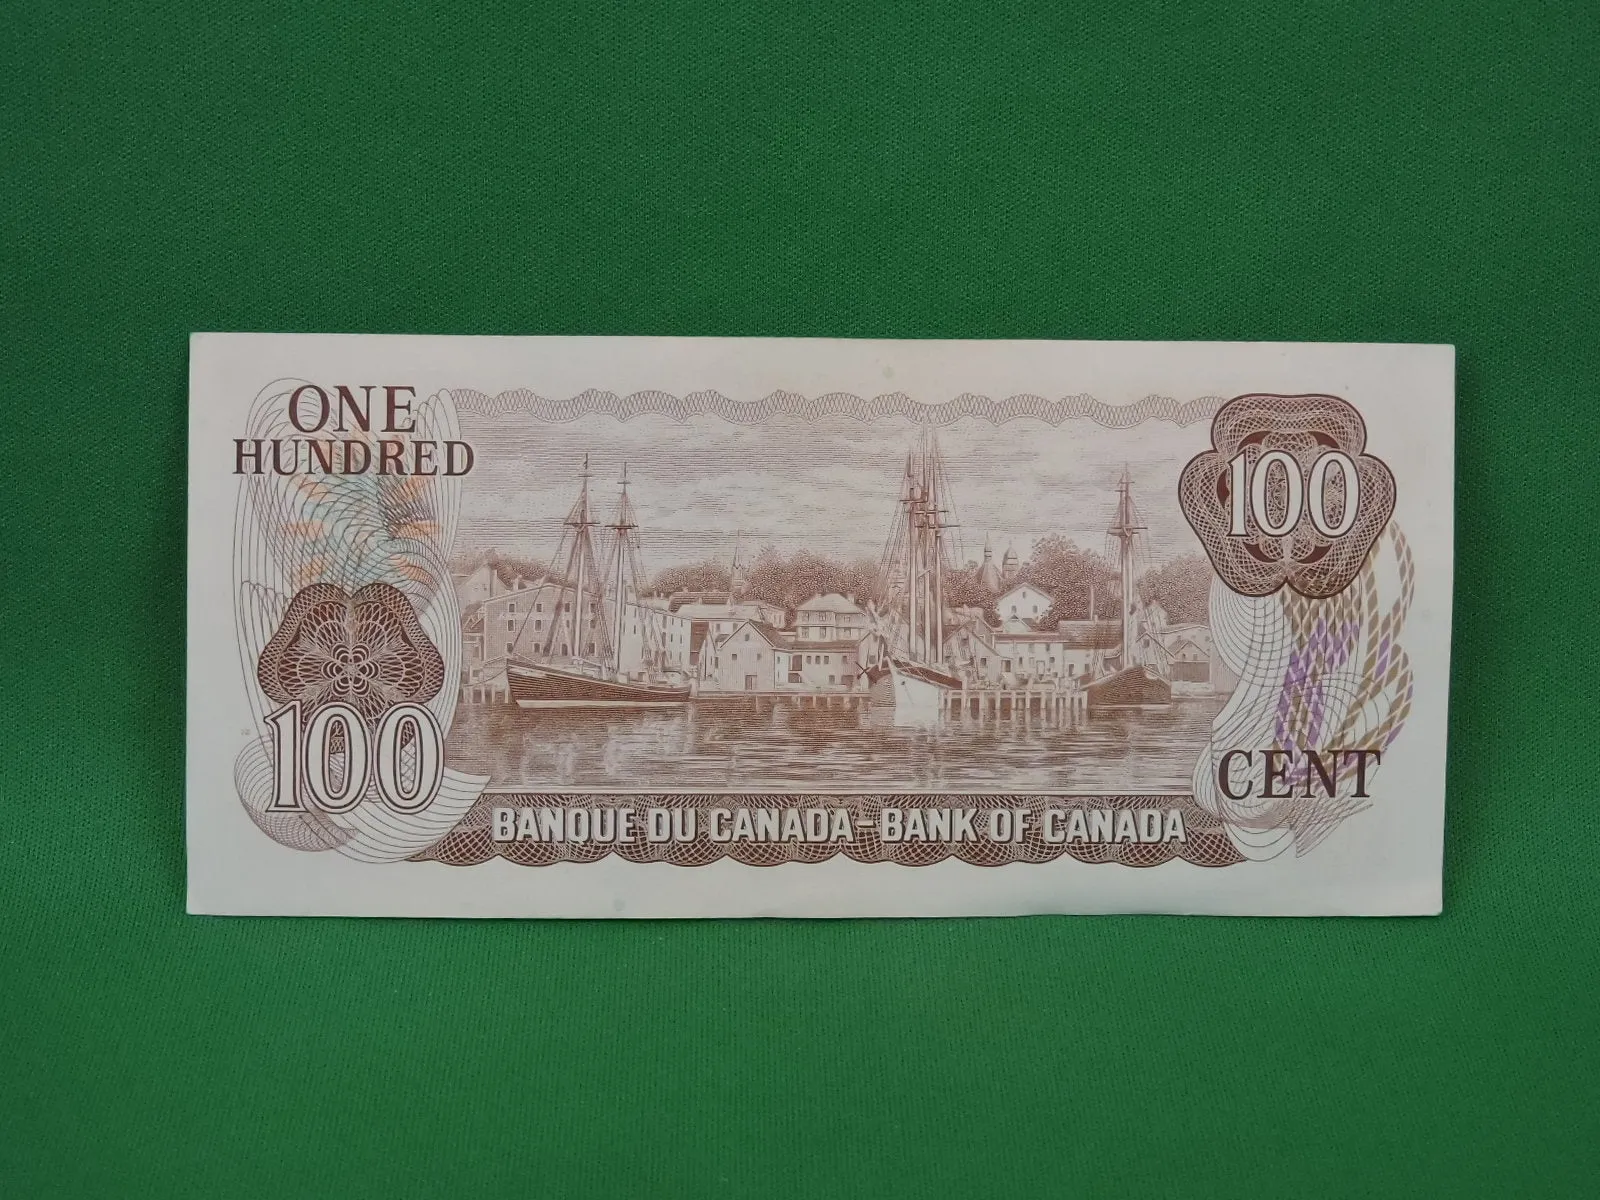 ONE
HUNDRED
100
100
CENT
BANQUE DU CANADA-BANK OF CANADA